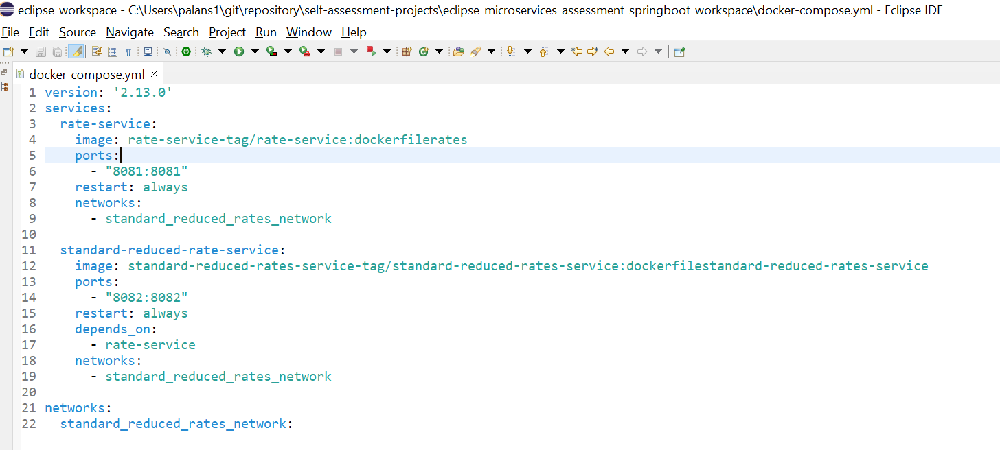 eclipse_workspace - C:\Users\palans1\git\repository\self-assessment-projects\eclipse_microservices_assessment_springboot_workspace\docker-compose.yml - Eclipse IDE
File Edit Source Navigate Search Project Run Window Help
docker-compose.yml
1 version: '2.13.0'
2 services:
3   rate-service:
4     image: rate-service-tag/rate-service:dockerfilerates
5     ports:
6       - "8081:8081"
7     restart: always
8     networks:
9       - standard_reduced_rates_network
10
11   standard-reduced-rate-service:
12     image: standard-reduced-rates-service-tag/standard-reduced-rates-service:dockerfilestandard-reduced-rates-service
13     ports:
14       - "8082:8082"
15     restart: always
16     depends_on:
17       - rate-service
18     networks:
19       - standard_reduced_rates_network
20
21 networks:
22   standard_reduced_rates_network: